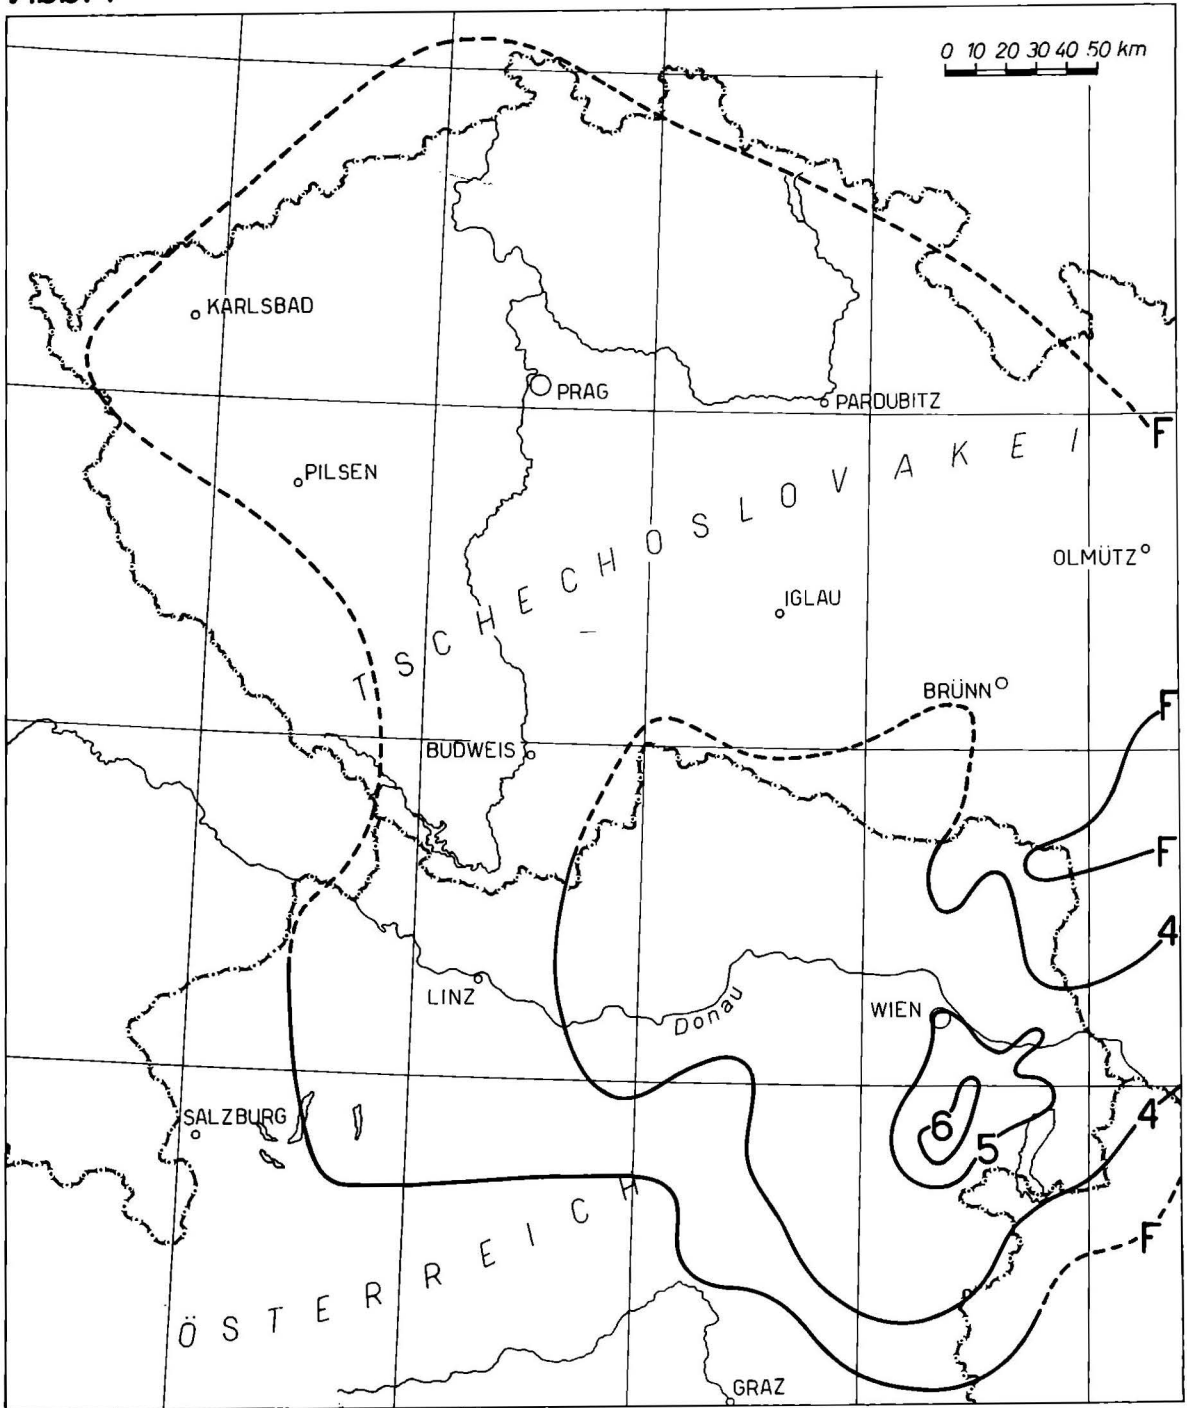 0 10 20 30 40 50 km
KARLSBAD
PRAG
PARDUBITZ
F
PILSEN
TSCHECHOSLOVAKEI
OLMÜTZ
IGLAU
BRÜNN
F
BUDWEIS
F
4
LINZ
Donau
WIEN
SALZBURG
6
5
4
F
ÖSTERREICH
GRAZ